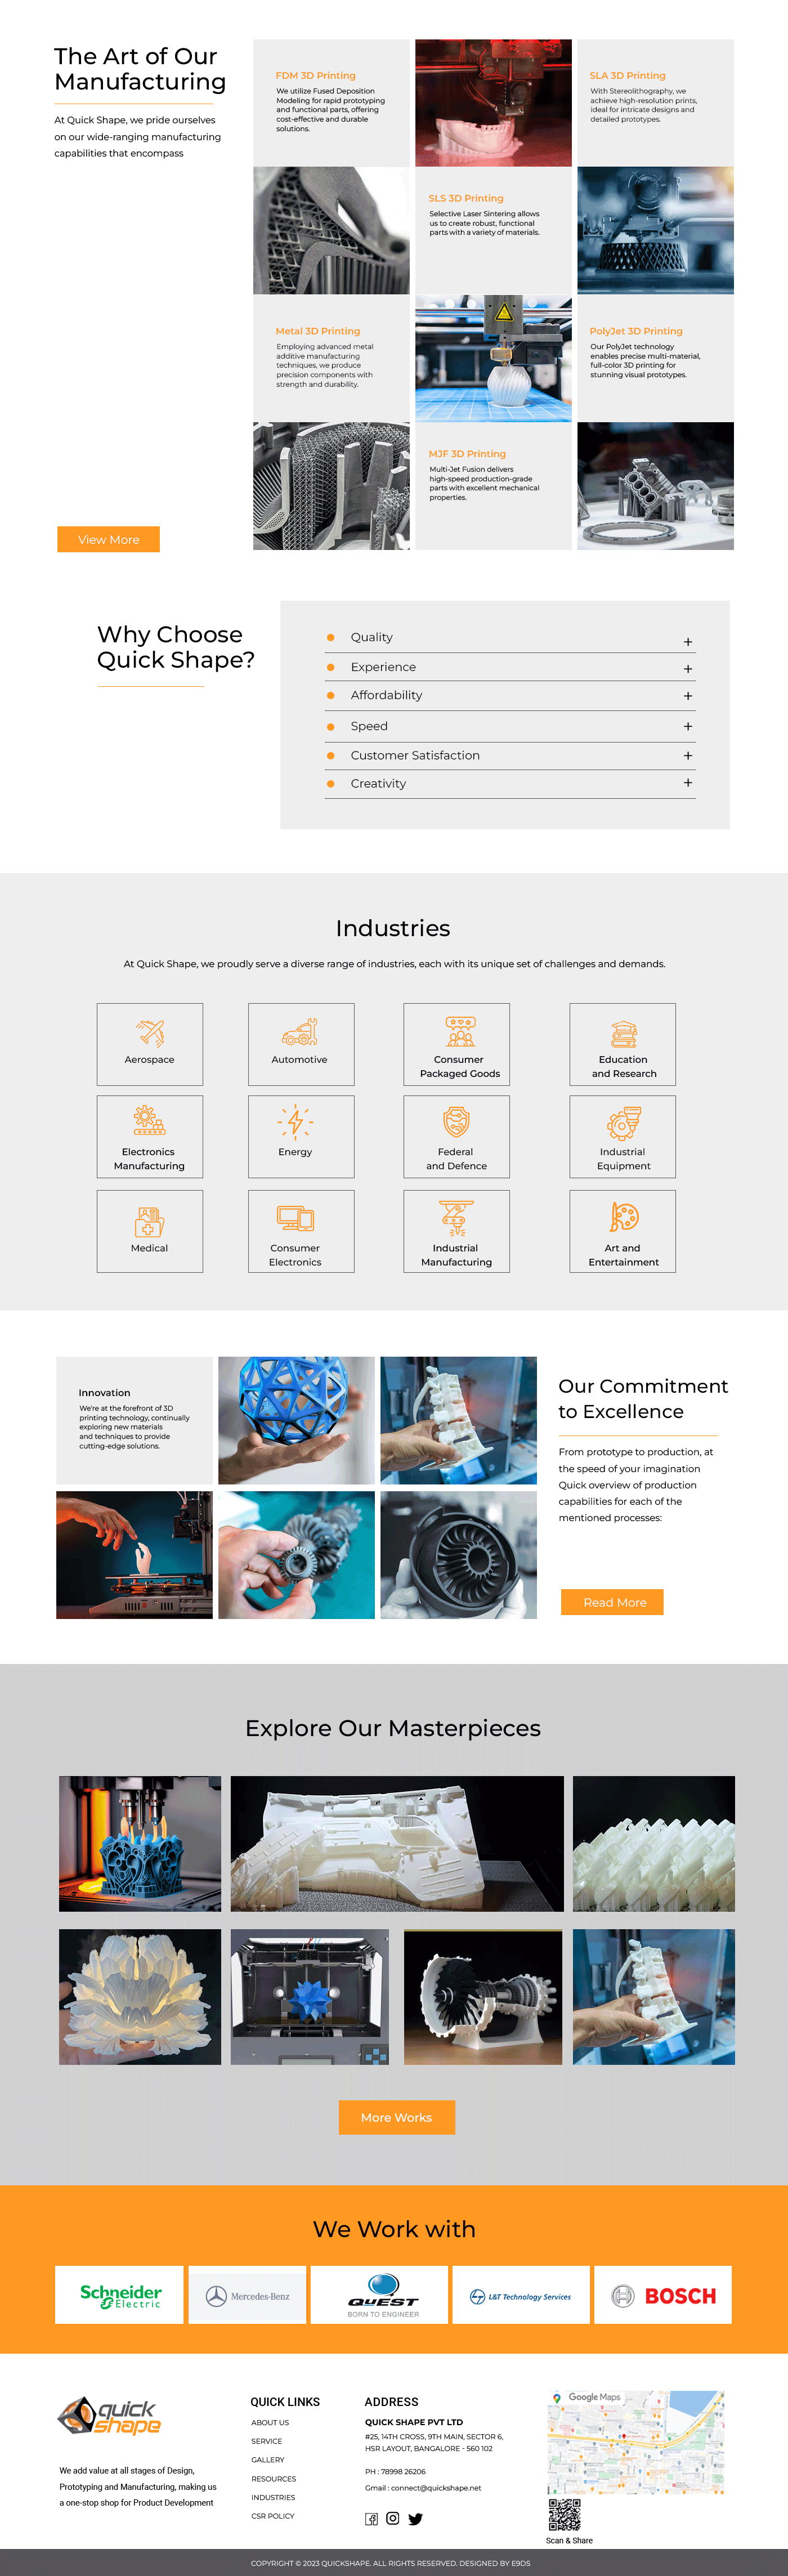 The Art of Our
Manufacturing
At Quick Shape, we pride ourselves
on our wide-ranging manufacturing
capabilities that encompass
View More
FDM 3D Printing
We utilize Fused Deposition
Modeling for rapid prototyping
and functional parts, offering
cost-effective and durable
solutions.
SLA 3D Printing
With Stereolithography, we
achieve high-resolution prints,
ideal for intricate designs and
detailed prototypes.
SLS 3D Printing
Selective Laser Sintering allows
us to create robust, functional
parts with a variety of materials.
Metal 3D Printing
Employing advanced metal
additive manufacturing
techniques, we produce
precision components with
strength and durability.
PolyJet 3D Printing
Our PolyJet technology
enables precise multi-material,
full-color 3D printing for
stunning visual prototypes.
MJF 3D Printing
Multi-Jet Fusion delivers
high-speed production-grade
parts with excellent mechanical
properties.
Why Choose
Quick Shape?
Quality +
Experience +
Affordability +
Speed +
Customer Satisfaction +
Creativity +
Industries
At Quick Shape, we proudly serve a diverse range of industries, each with its unique set of challenges and demands.
Aerospace
Automotive
Consumer
Packaged Goods
Education
and Research
Electronics
Manufacturing
Energy
Federal
and Defence
Industrial
Equipment
Medical
Consumer
Electronics
Industrial
Manufacturing
Art and
Entertainment
Innovation
We're at the forefront of 3D
printing technology, continually
exploring new materials
and techniques to provide
cutting-edge solutions.
Our Commitment
to Excellence
From prototype to production, at
the speed of your imagination
Quick overview of production
capabilities for each of the
mentioned processes:
Read More
Explore Our Masterpieces
More Works
We Work with
Schneider
Electric
Mercedes-Benz
QUEST
BORN TO ENGINEER
L&T Technology Services
BOSCH
quick
shape
We add value at all stages of Design,
Prototyping and Manufacturing, making us
a one-stop shop for Product Development
QUICK LINKS
ABOUT US
SERVICE
GALLERY
RESOURCES
INDUSTRIES
CSR POLICY
ADDRESS
QUICK SHAPE PVT LTD
#25, 14TH CROSS, 9TH MAIN, SECTOR 6,
HSR LAYOUT, BANGALORE - 560 102
PH : 78998 26206
Gmail : connect@quickshape.net
Google Maps
Scan & Share
COPYRIGHT © 2023 QUICKSHAPE. ALL RIGHTS RESERVED. DESIGNED BY E9DS